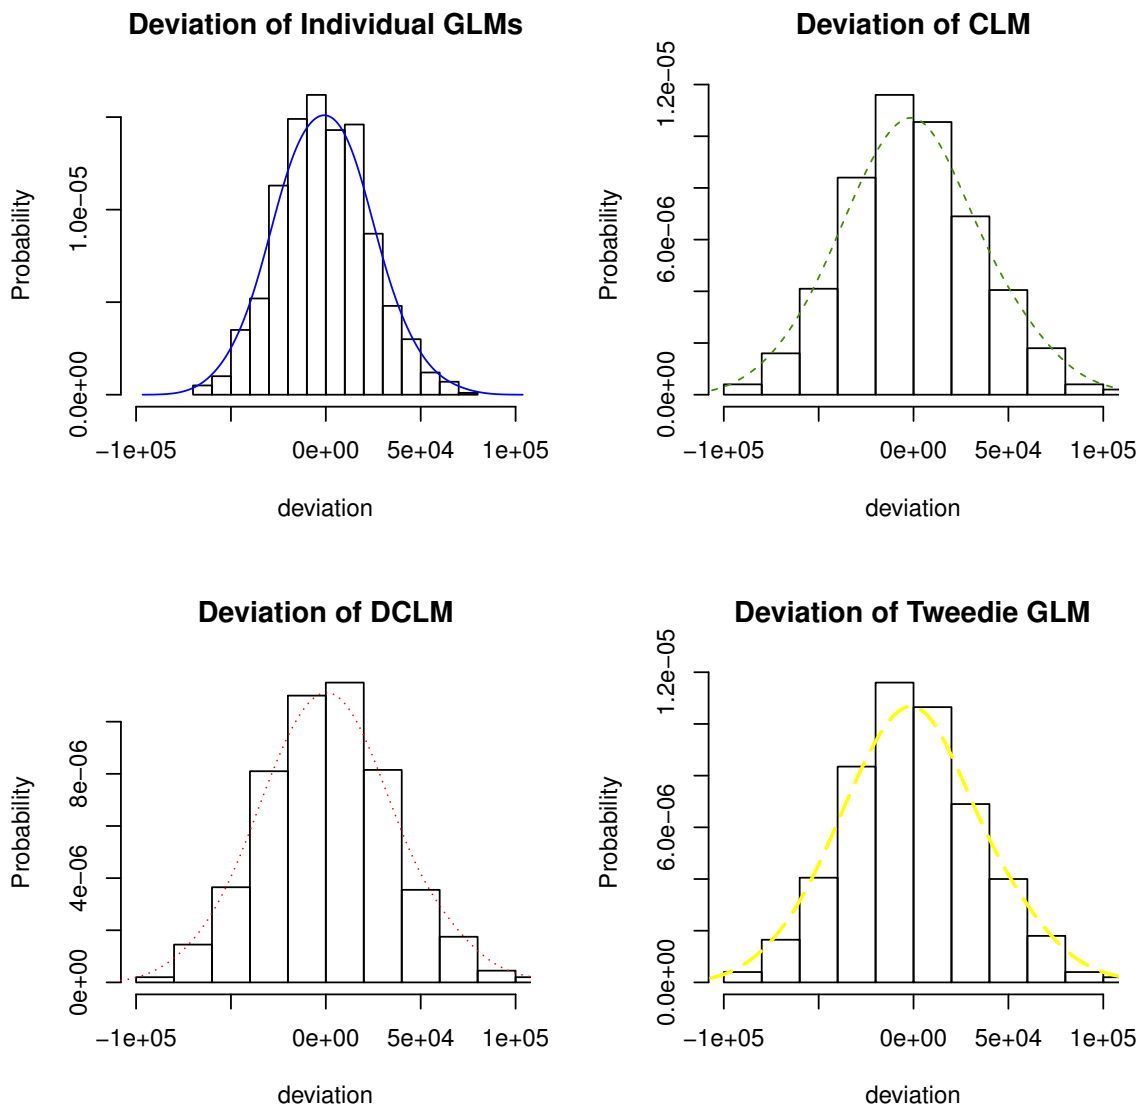 Deviation of Individual GLMs
Probability
0.0e+00 1.0e−05
−1e+05 0e+00 5e+04 1e+05
deviation
Deviation of CLM
Probability
0.0e+00 6.0e−06 1.2e−05
−1e+05 0e+00 5e+04 1e+05
deviation
Deviation of DCLM
Probability
0e+00 4e−06 8e−06
−1e+05 0e+00 5e+04 1e+05
deviation
Deviation of Tweedie GLM
Probability
0.0e+00 6.0e−06 1.2e−05
−1e+05 0e+00 5e+04 1e+05
deviation